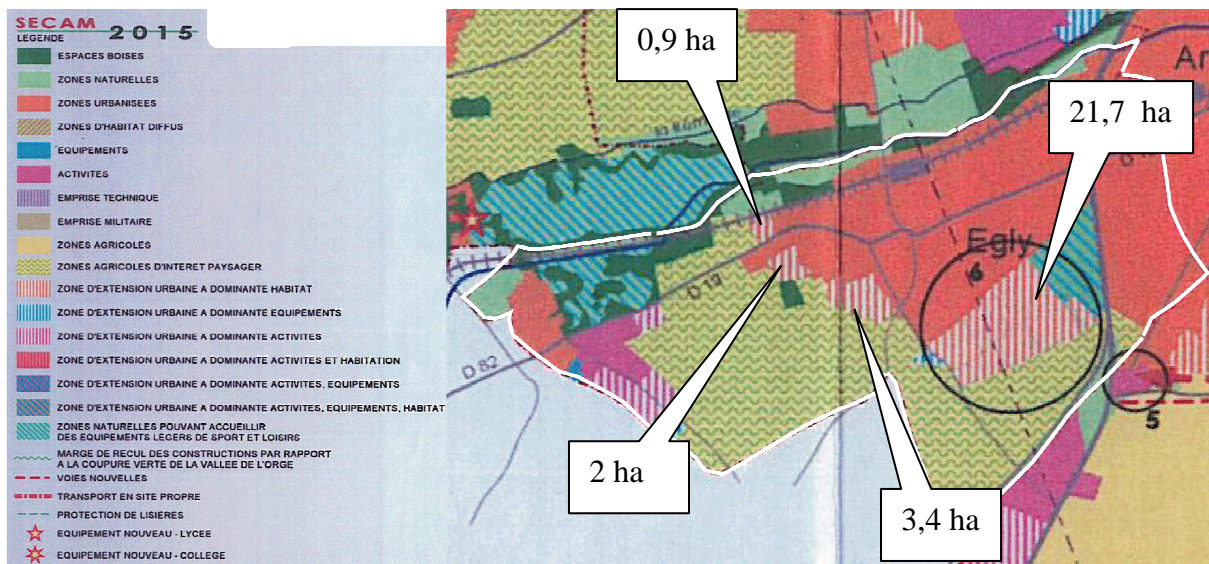 SECAM 2015
LEGENDE
ESPACES BOISES
ZONES NATURELLES
ZONES URBANISEES
ZONES D'HABITAT DIFFUS
EQUIPEMENTS
ACTIVITES
EMPRISE TECHNIQUE
EMPRISE MILITAIRE
ZONES AGRICOLES
ZONES AGRICOLES D'INTERET PAYSAGER
ZONE D'EXTENSION URBAINE A DOMINANTE HABITAT
ZONE D'EXTENSION URBAINE A DOMINANTE EQUIPEMENTS
ZONE D'EXTENSION URBAINE A DOMINANTE ACTIVITES
ZONE D'EXTENSION URBAINE A DOMINANTE ACTIVITES ET HABITATION
ZONE D'EXTENSION URBAINE A DOMINANTE ACTIVITES, EQUIPEMENTS
ZONE D'EXTENSION URBAINE A DOMINANTE ACTIVITES, EQUIPEMENTS, HABITAT
ZONES NATURELLES POUVANT ACCUEILLIR
DES EQUIPEMENTS LEGERS DE SPORT ET LOISIRS
MARGE DE RECUL DES CONSTRUCTIONS PAR RAPPORT
A LA COUPURE VERTE DE LA VALLEE DE L'ORGE
VOIES NOUVELLES
TRANSPORT EN SITE PROPRE
PROTECTION DE LISIERES
EQUIPEMENT NOUVEAU - LYCEE
EQUIPEMENT NOUVEAU - COLLEGE
0,9 ha
21,7 ha
Ar
Egly
6
D 19
D 82
5
2 ha
3,4 ha